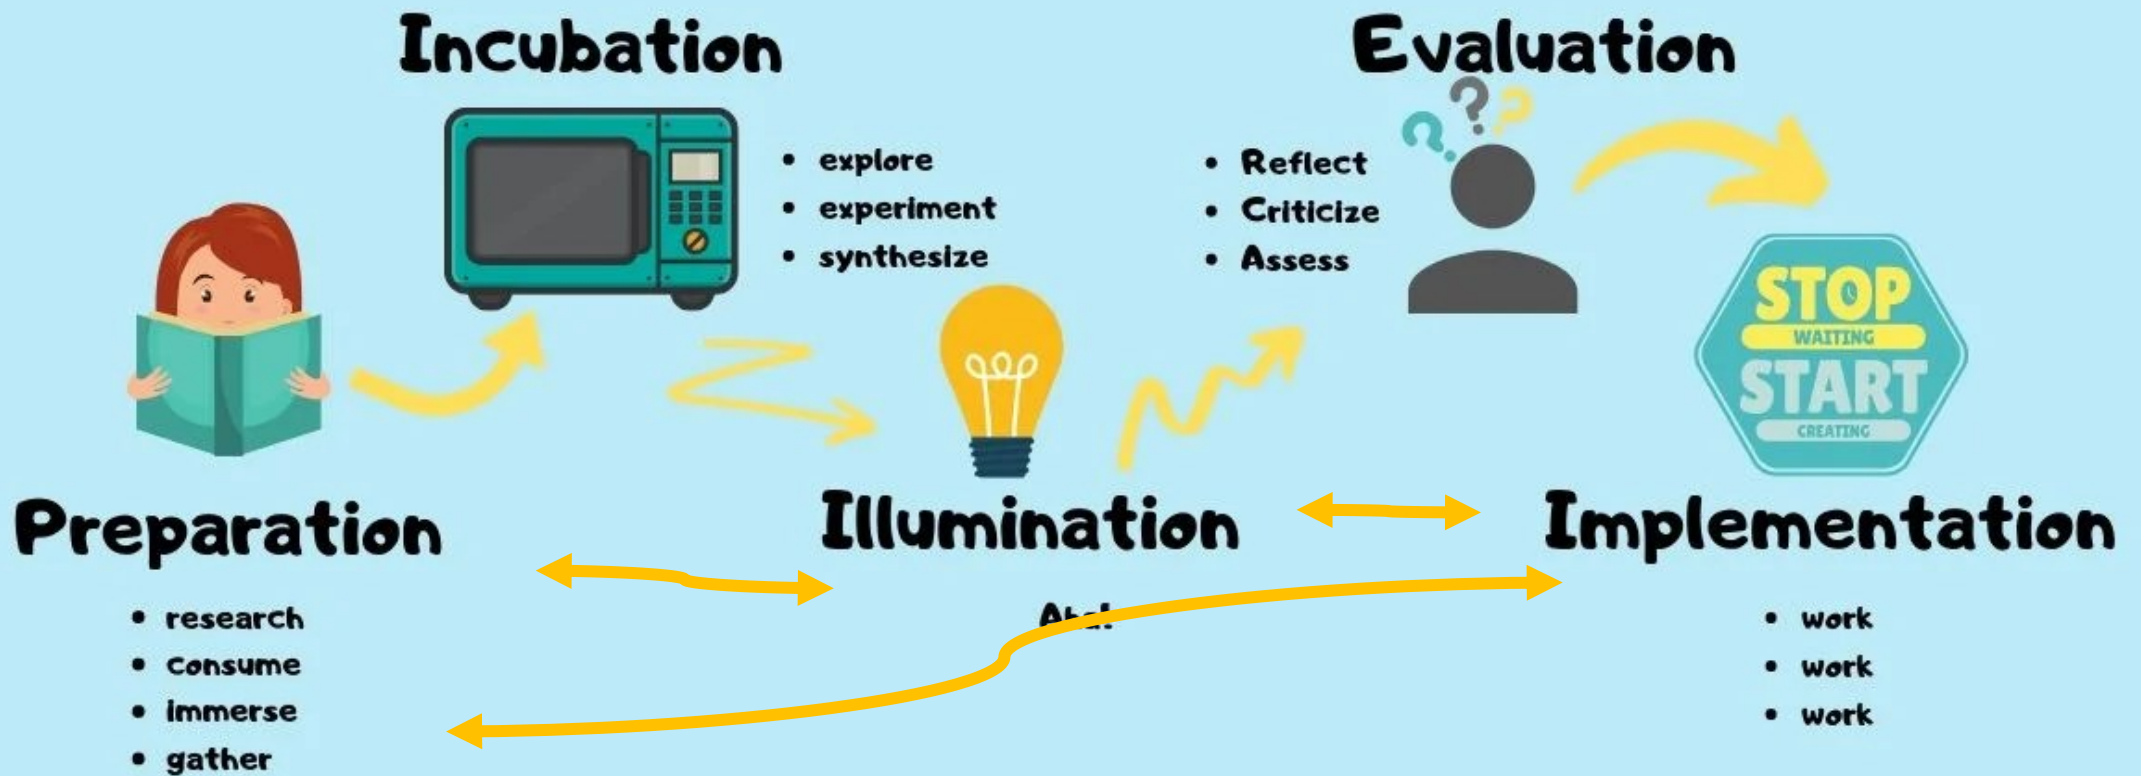 Incubation
explore
experiment
synthesize
Evaluation
Reflect
Criticize
Assess
STOP
WAITING
START
CREATING
Preparation
research
consume
immerse
gather
Illumination
Aha!
Implementation
work
work
work